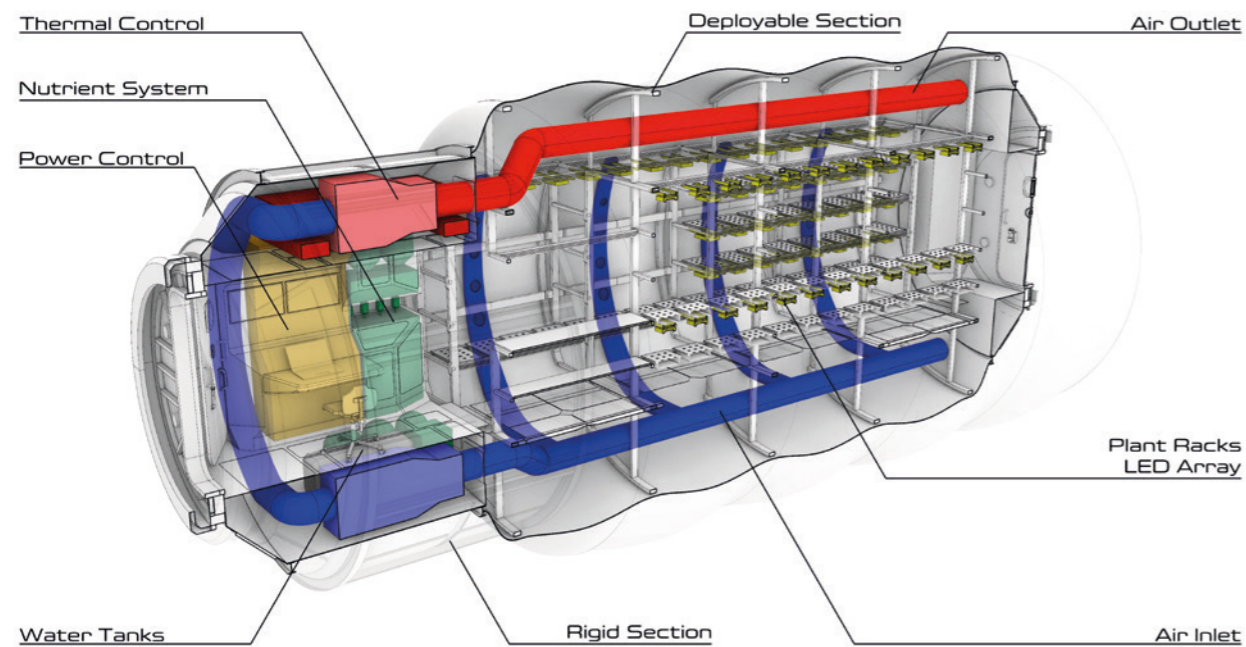 Thermal Control
Deployable Section
Air Outlet
Nutrient System
Power Control
Plant Racks
LED Array
Water Tanks
Rigid Section
Air Inlet